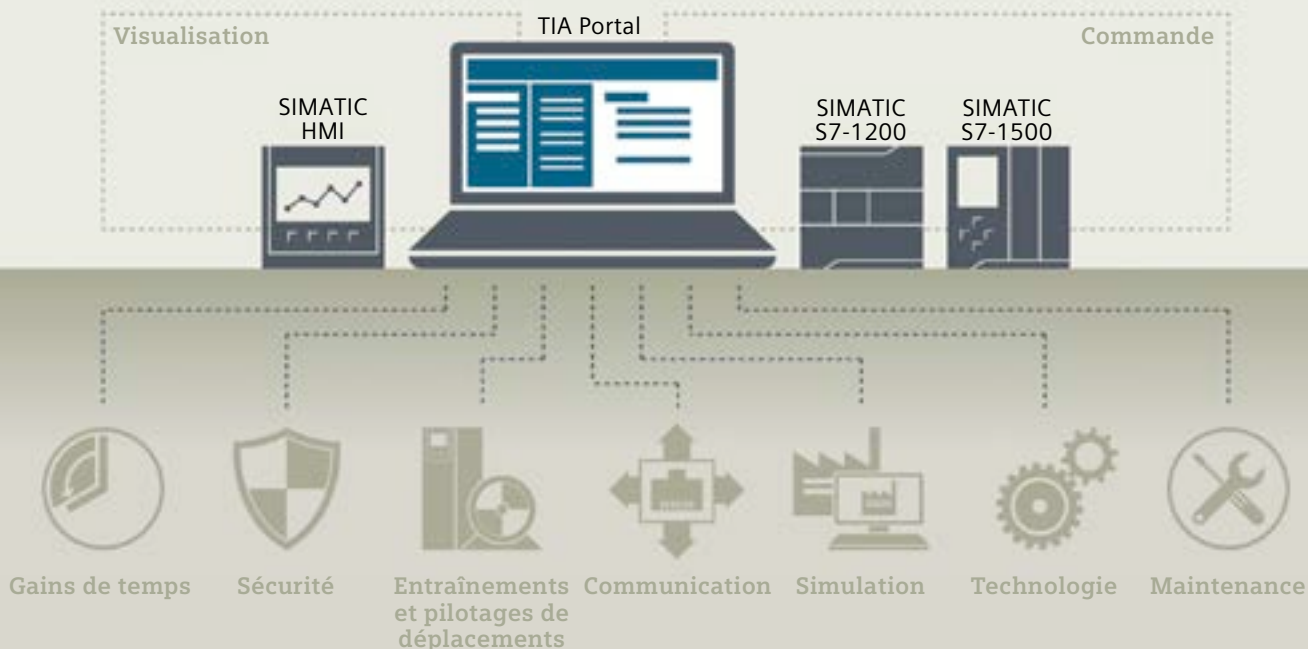 TIA Portal
Visualisation
Commande
SIMATIC
HMI
SIMATIC
S7-1200
SIMATIC
S7-1500
Gains de temps
Sécurité
Entraînements
et pilotages de
déplacements
Communication
Simulation
Technologie
Maintenance